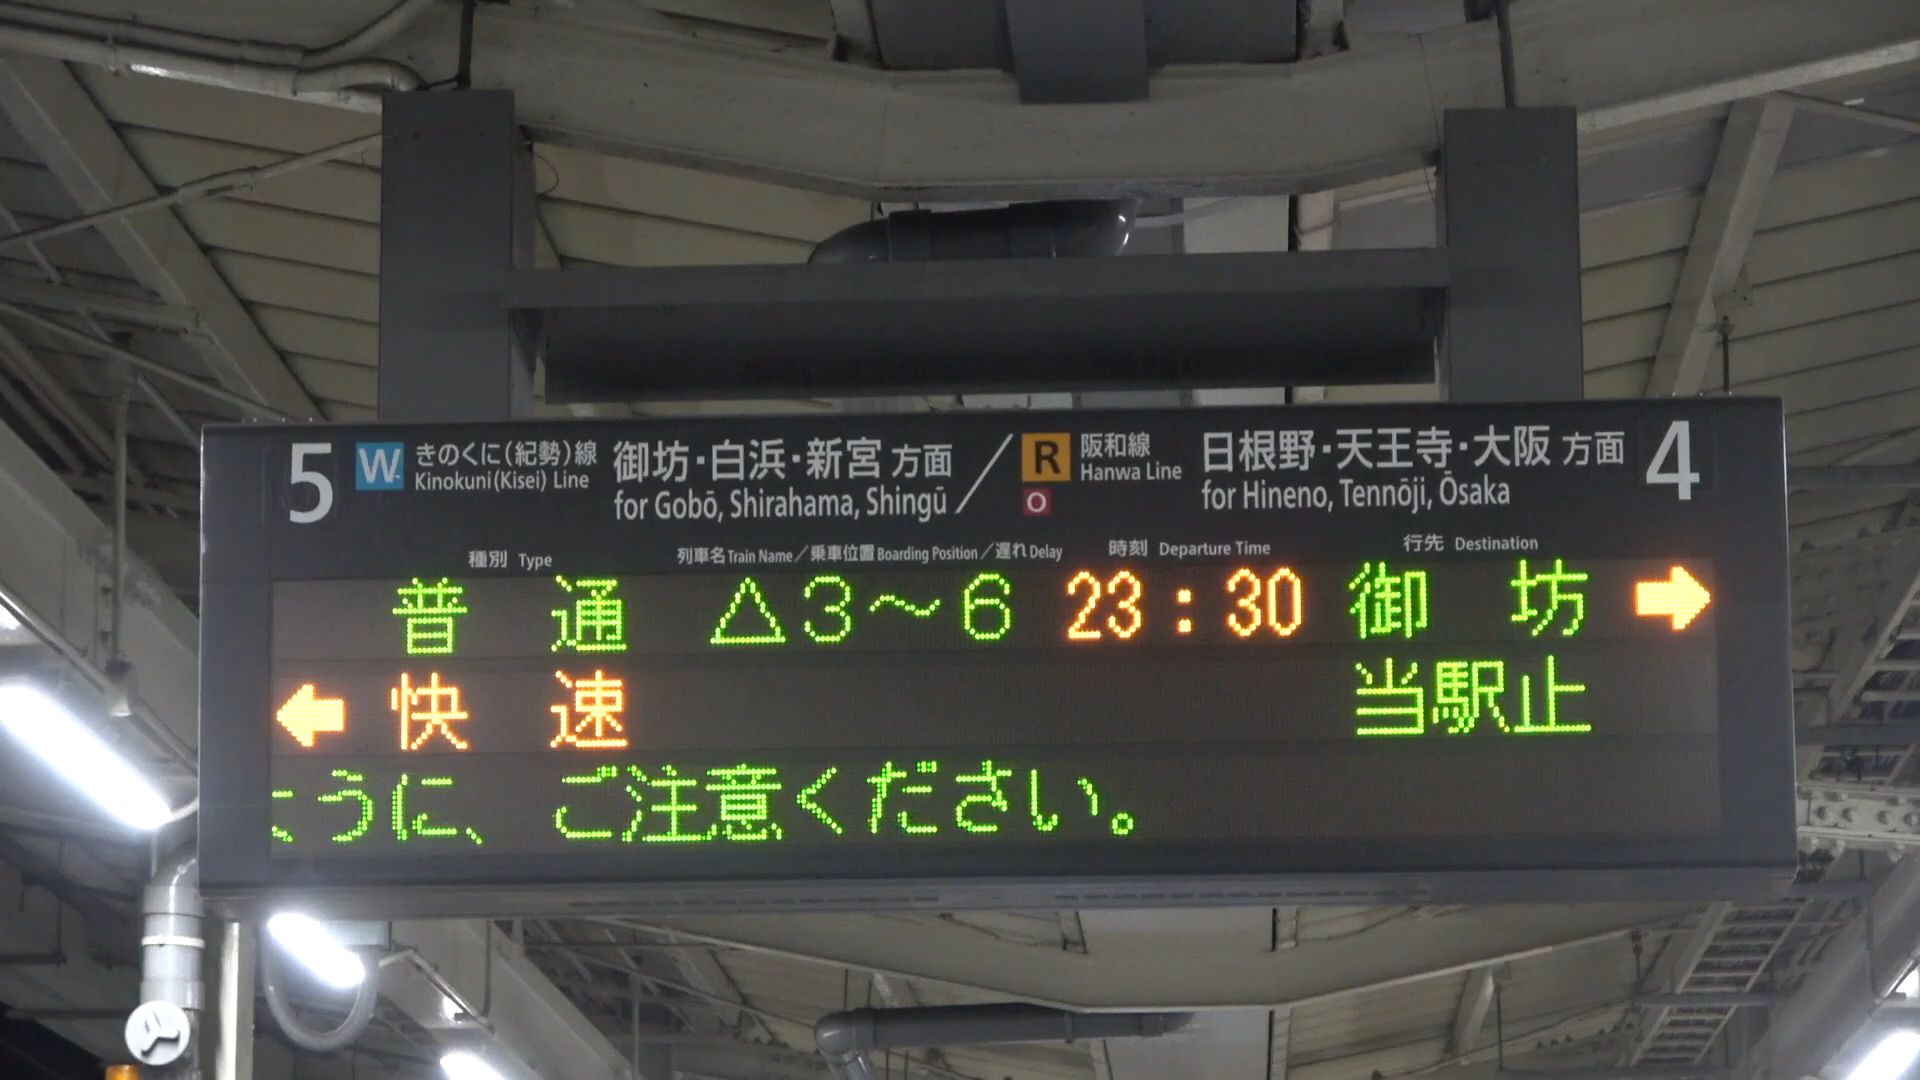 5 W きのくに(紀勢)線 御坊・白浜・新宮 方面 / R 阪和線 日根野・天王寺・大阪 方面 4
Kinokuni(Kisei) Line for Gobō, Shirahama, Shingū O Hanwa Line for Hineno, Tennōji, Ōsaka
種別 Type 列車名 Train Name/乗車位置 Boarding Position/遅れ Delay 時刻 Departure Time 行先 Destination
普通 △3〜6 23:30 御坊 →
← 快速 当駅止
うに、 ご注意ください。